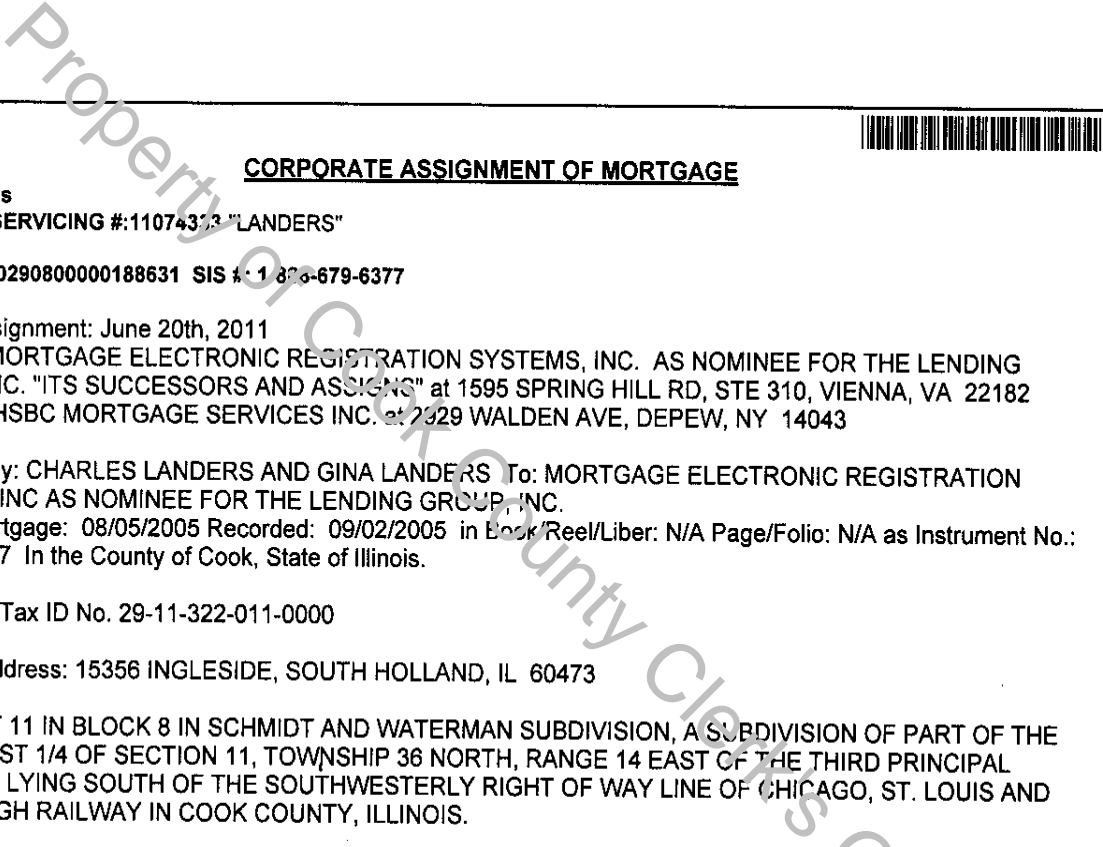 CORPORATE ASSIGNMENT OF MORTGAGE
s
SERVICING #:11074333 "LANDERS"
0290800000188631 SIS #: 1-888-679-6377
signment: June 20th, 2011
MORTGAGE ELECTRONIC REGISTRATION SYSTEMS, INC. AS NOMINEE FOR THE LENDING
C. "ITS SUCCESSORS AND ASSIGNS" at 1595 SPRING HILL RD, STE 310, VIENNA, VA 22182
HSBC MORTGAGE SERVICES INC. at 2929 WALDEN AVE, DEPEW, NY 14043
y: CHARLES LANDERS AND GINA LANDERS To: MORTGAGE ELECTRONIC REGISTRATION
INC AS NOMINEE FOR THE LENDING GROUP, INC.
rtgage: 08/05/2005 Recorded: 09/02/2005 in Book/Reel/Liber: N/A Page/Folio: N/A as Instrument No.:
7 In the County of Cook, State of Illinois.
Tax ID No. 29-11-322-011-0000
ddress: 15356 INGLESIDE, SOUTH HOLLAND, IL 60473
11 IN BLOCK 8 IN SCHMIDT AND WATERMAN SUBDIVISION, A SUBDIVISION OF PART OF THE
ST 1/4 OF SECTION 11, TOWNSHIP 36 NORTH, RANGE 14 EAST OF THE THIRD PRINCIPAL
LYING SOUTH OF THE SOUTHWESTERLY RIGHT OF WAY LINE OF CHICAGO, ST. LOUIS AND
GH RAILWAY IN COOK COUNTY, ILLINOIS.
Property of Cook County Clerk's